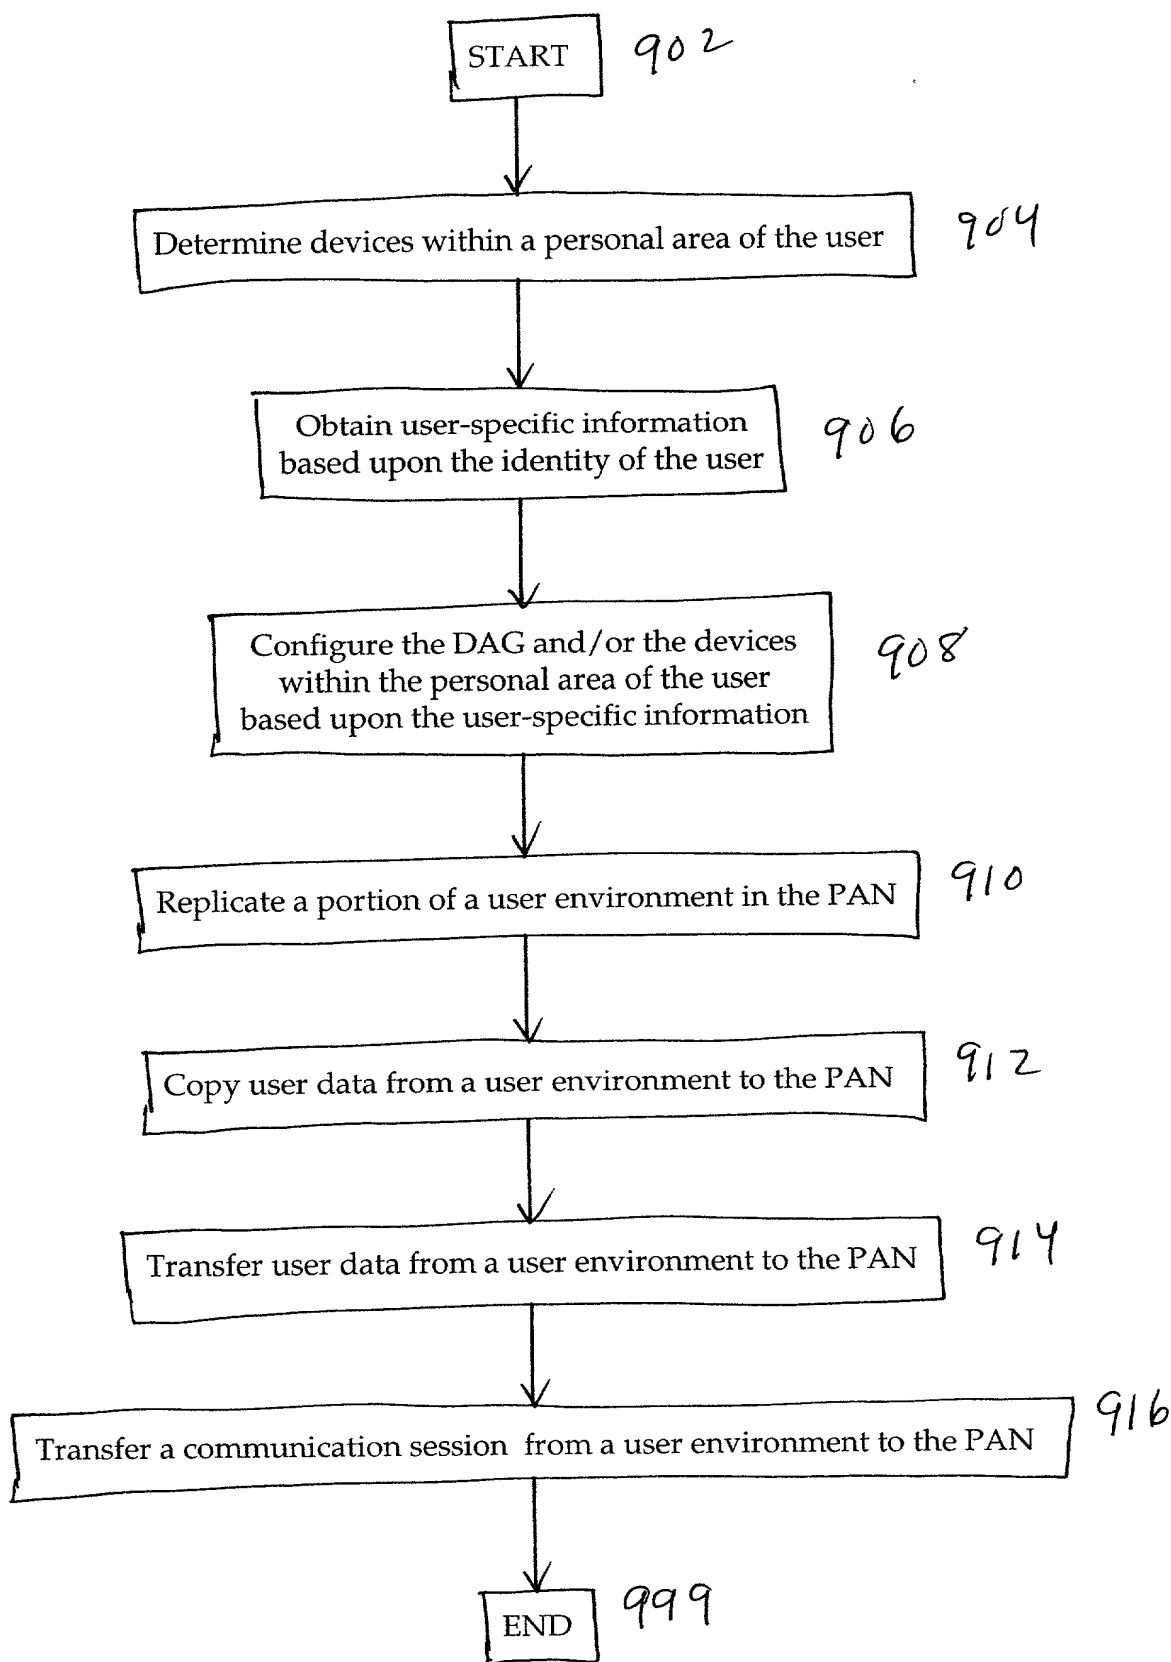 START 902
Determine devices within a personal area of the user 904
Obtain user-specific information
based upon the identity of the user 906
Configure the DAG and/or the devices
within the personal area of the user
based upon the user-specific information 908
Replicate a portion of a user environment in the PAN 910
Copy user data from a user environment to the PAN 912
Transfer user data from a user environment to the PAN 914
Transfer a communication session from a user environment to the PAN 916
END 999